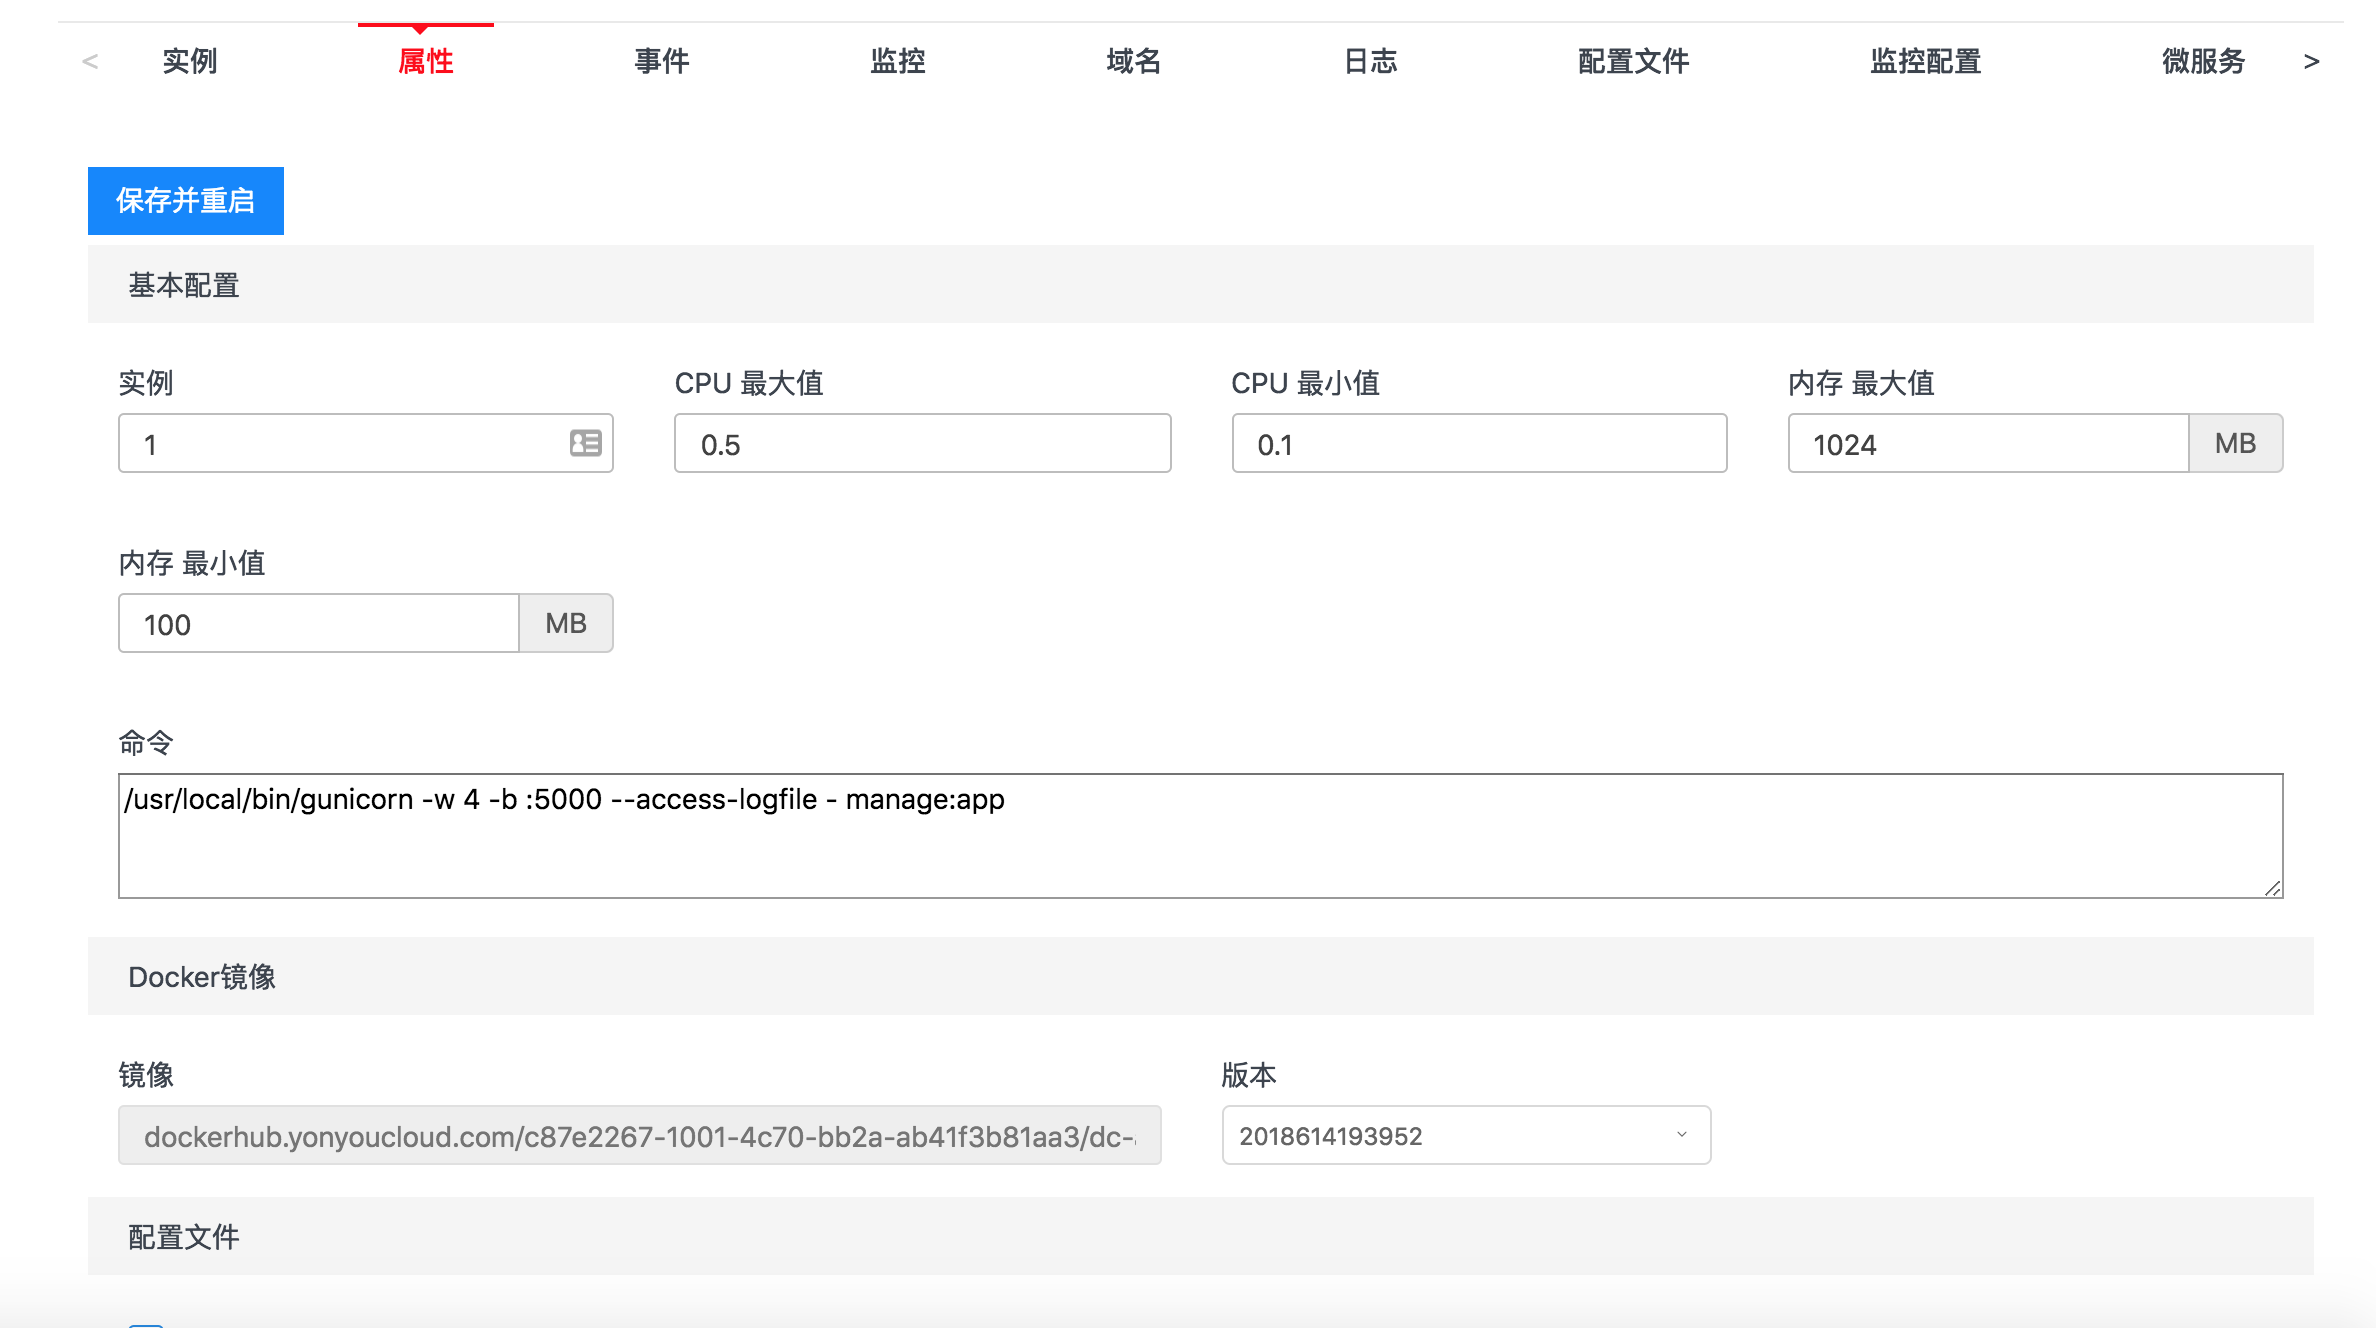 < 实例 属性 事件 监控 域名 日志 配置文件 监控配置 微服务 >
保存并重启
基本配置
实例 CPU 最大值 CPU 最小值 内存 最大值
1 0.5 0.1 1024 MB
内存 最小值
100 MB
命令
/usr/local/bin/gunicorn -w 4 -b :5000 --access-logfile - manage:app
Docker镜像
镜像 版本
dockerhub.yonyoucloud.com/c87e2267-1001-4c70-bb2a-ab41f3b81aa3/dc- 2018614193952
配置文件